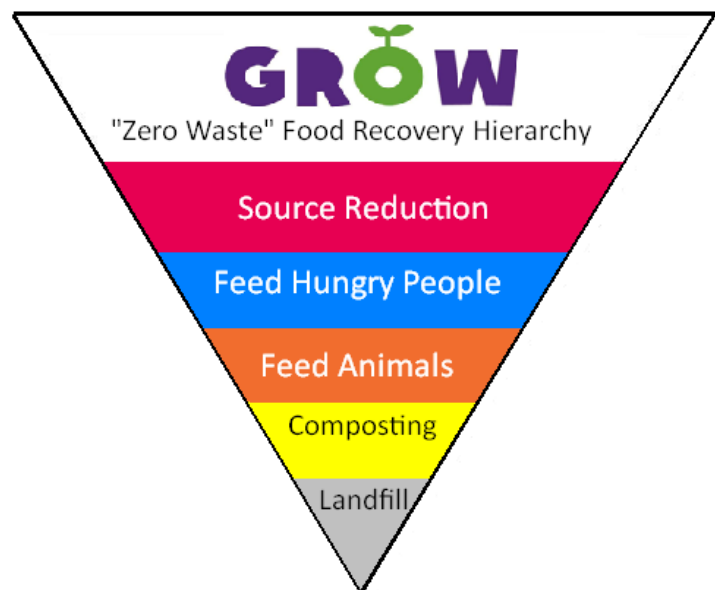 GROW
"Zero Waste" Food Recovery Hierarchy
Source Reduction
Feed Hungry People
Feed Animals
Composting
Landfill